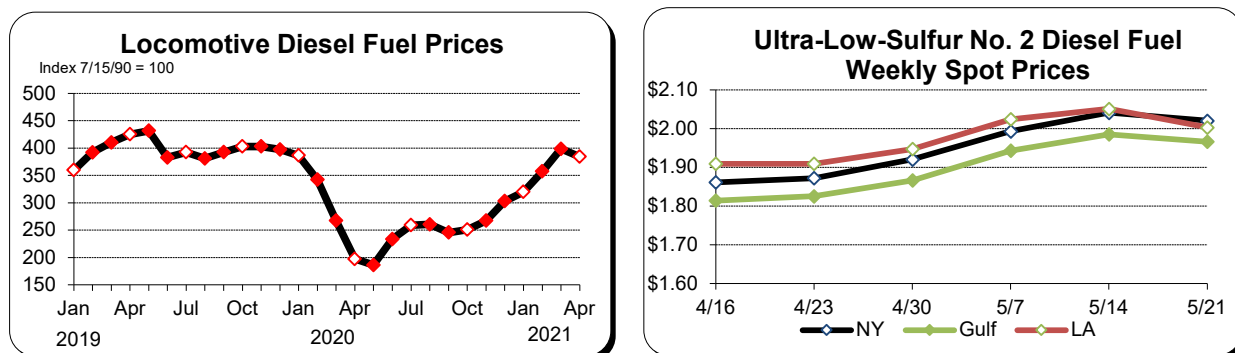 Locomotive Diesel Fuel Prices
Index 7/15/90 = 100
500
450
400
350
300
250
200
150
Jan Apr Jul Oct Jan Apr Jul Oct Jan Apr
2019 2020 2021
Ultra-Low-Sulfur No. 2 Diesel Fuel
Weekly Spot Prices
$2.10
$2.00
$1.90
$1.80
$1.70
$1.60
4/16 4/23 4/30 5/7 5/14 5/21
NY Gulf LA